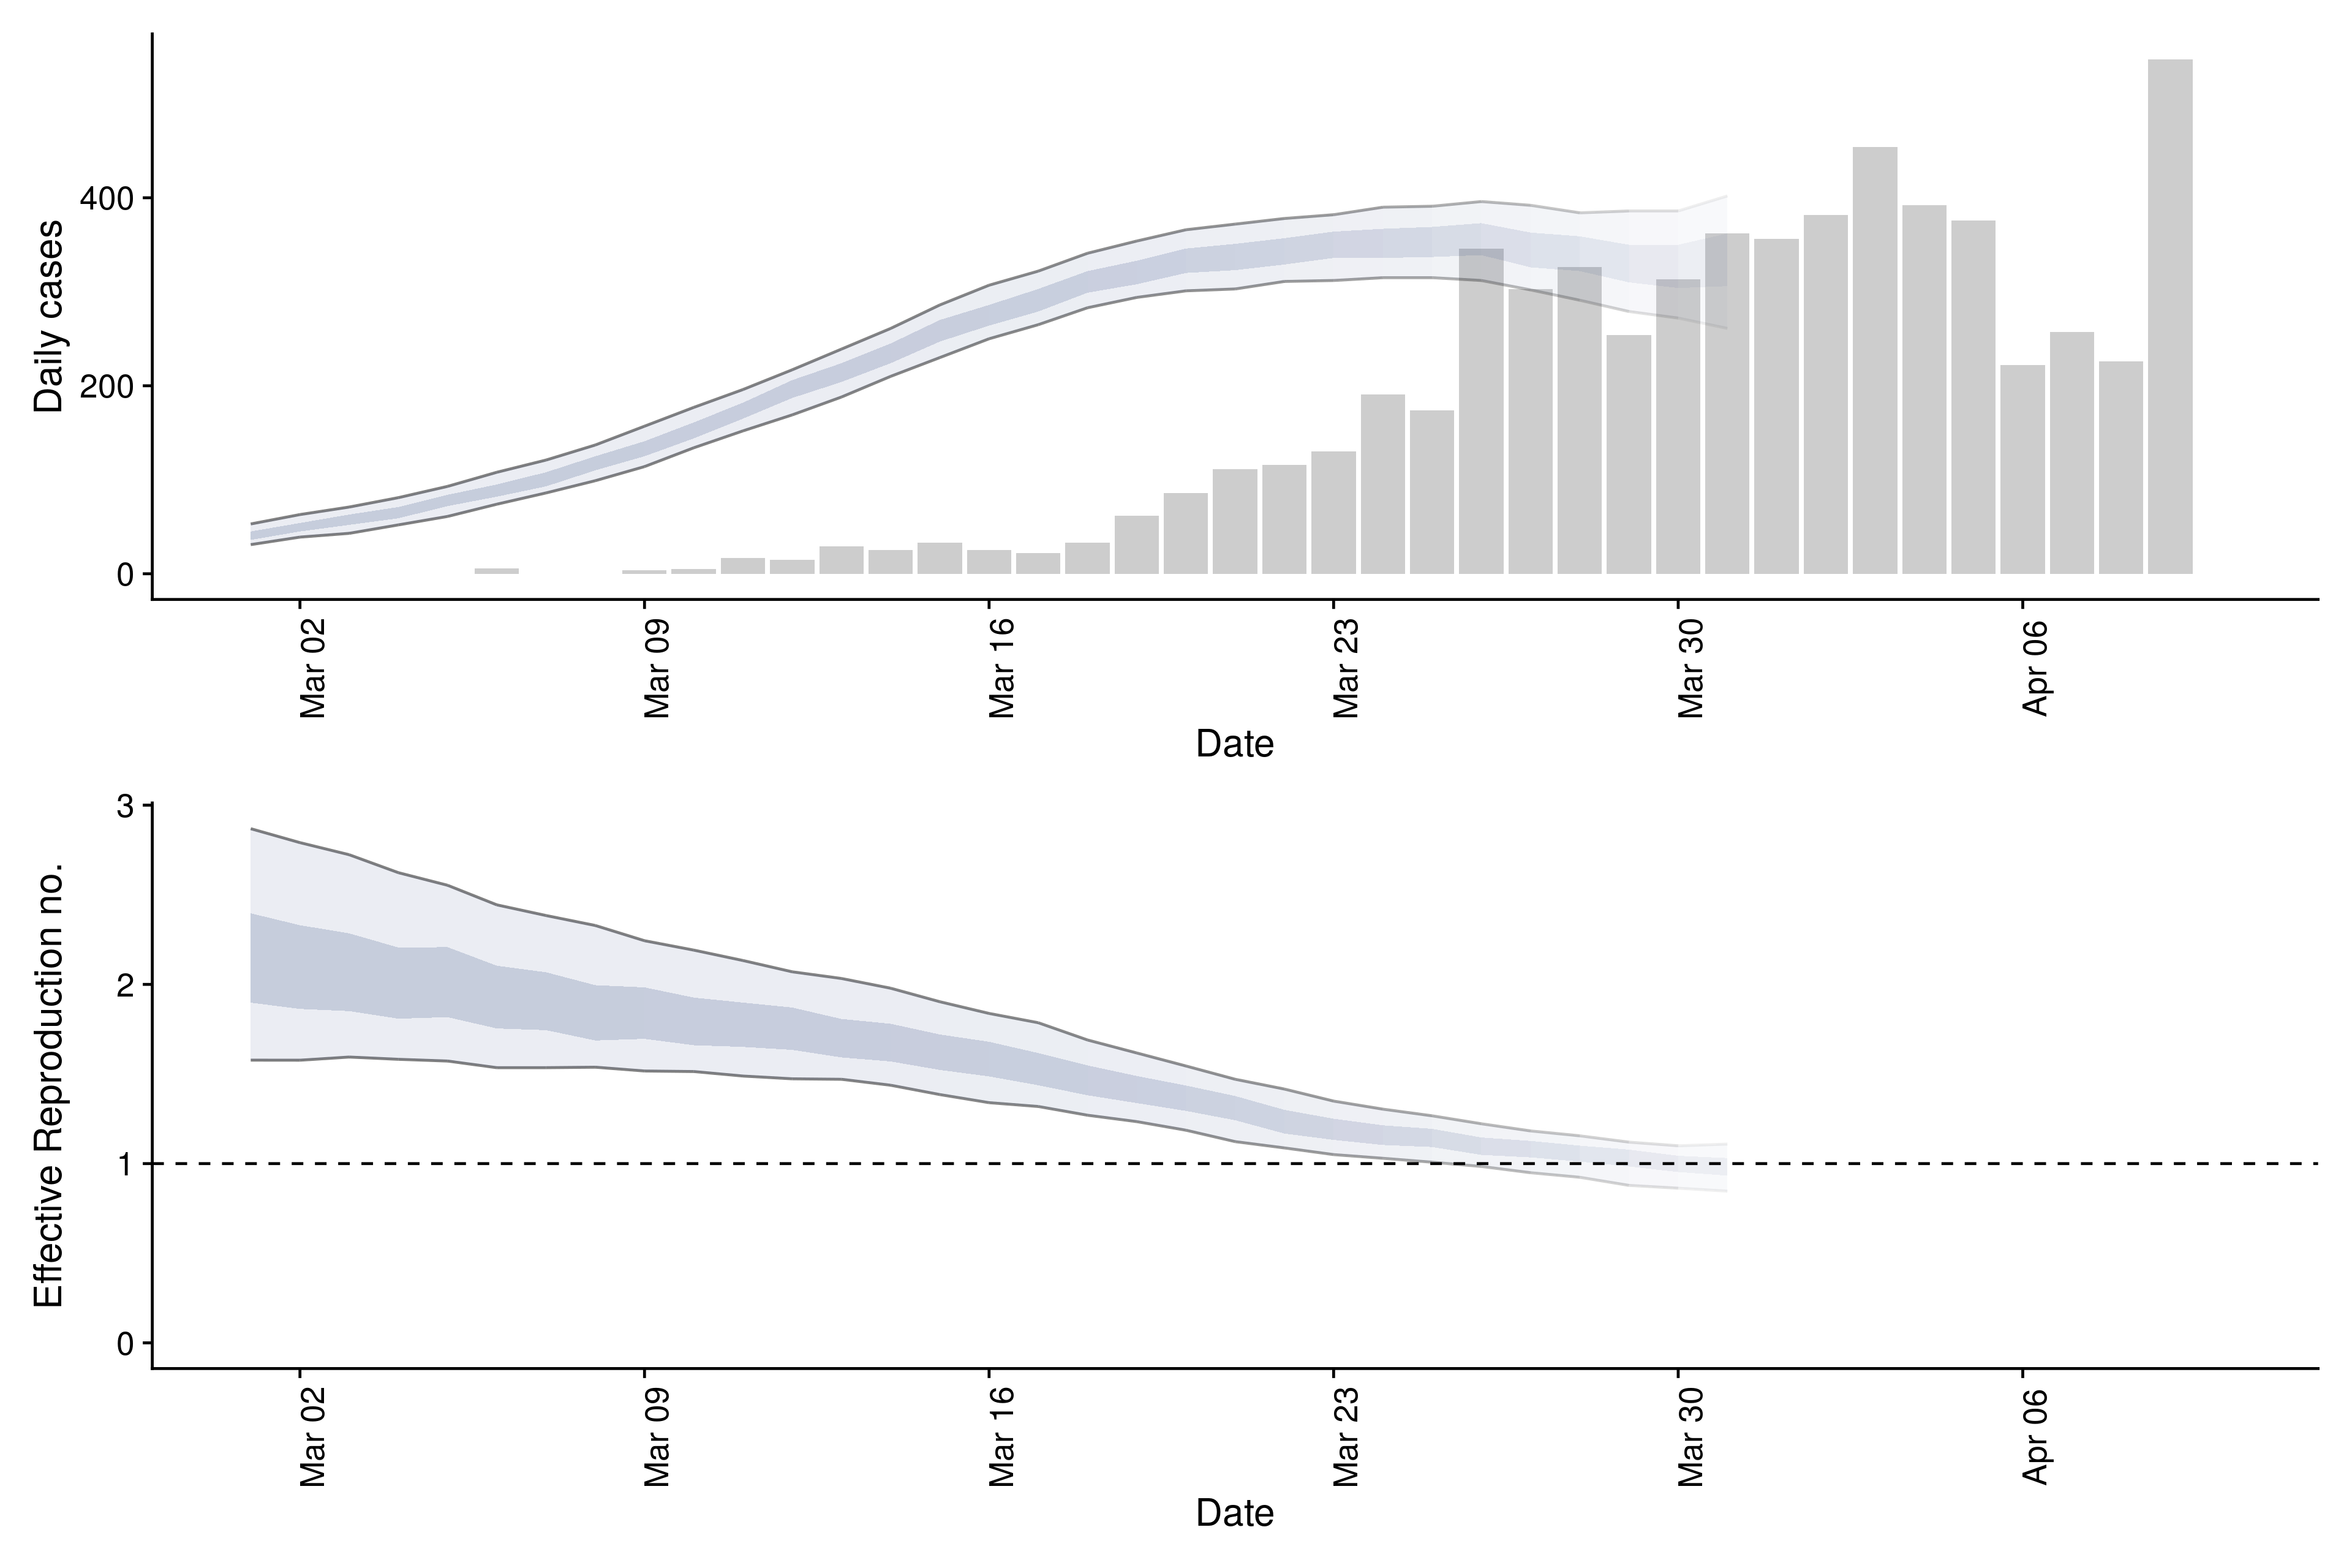 Daily cases
400
200
0
Mar 02
Mar 09
Mar 16
Mar 23
Mar 30
Apr 06
Date
Effective Reproduction no.
3
2
1
0
Mar 02
Mar 09
Mar 16
Mar 23
Mar 30
Apr 06
Date